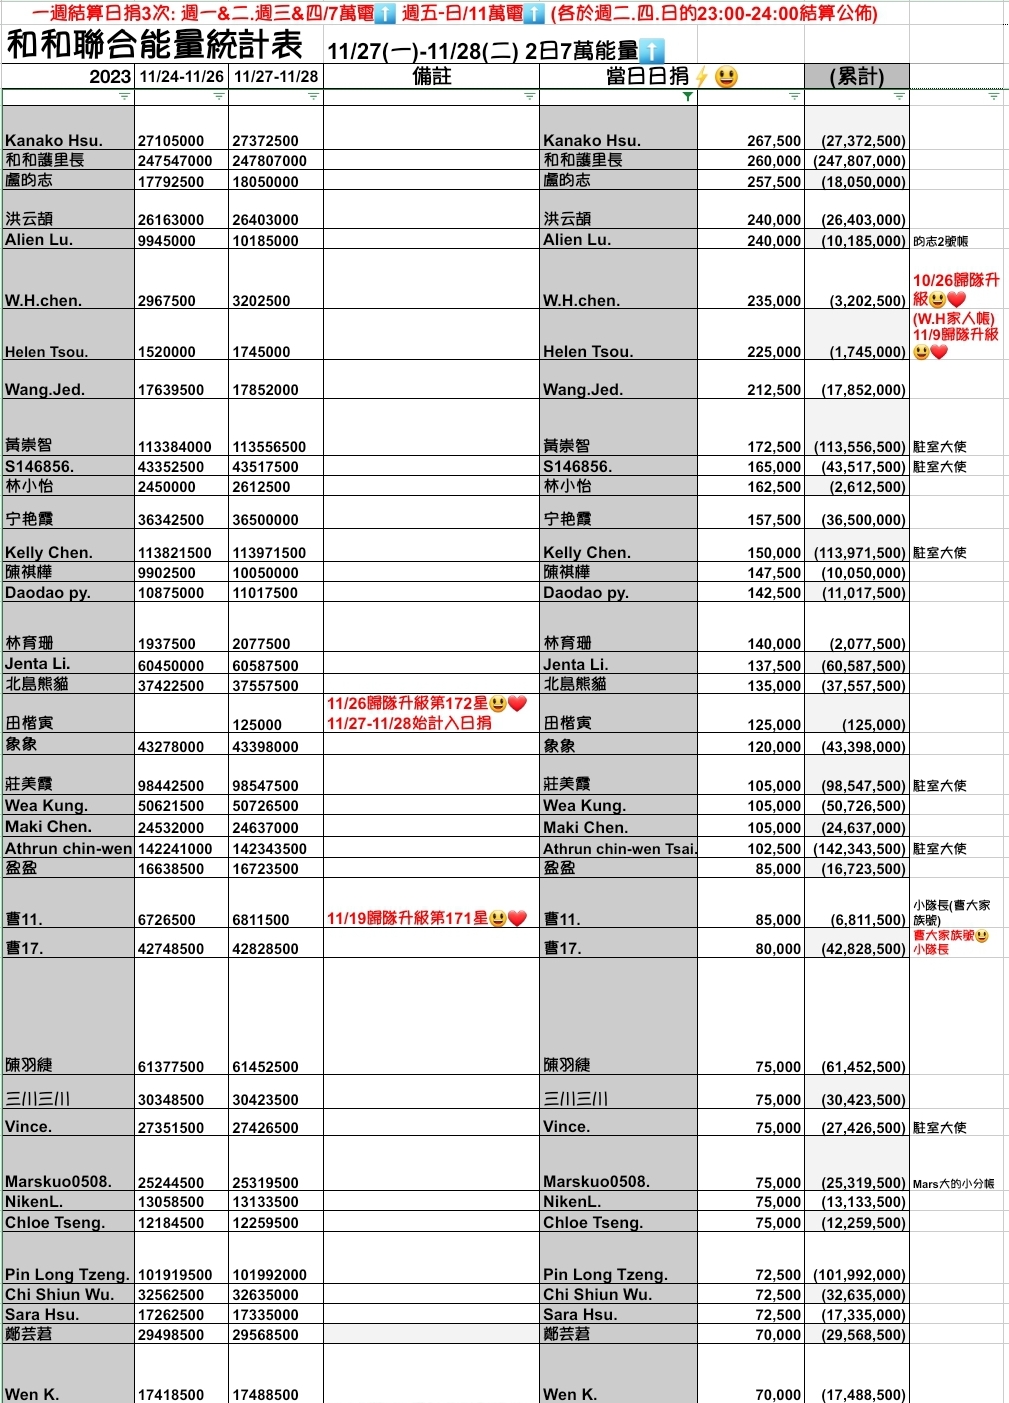 一週結算日捐3次: 週一&二.週三&四/7萬電⬆️ 週五-日/11萬電⬆️ (各於週二.四.日的23:00-24:00結算公佈)
和和聯合能量統計表 11/27(一)-11/28(二) 2日7萬能量⬆️
2023 11/24-11/26 11/27-11/28 備註 當日日捐⚡😃 (累計)
Kanako Hsu. 27105000 27372500 Kanako Hsu. 267,500 (27,372,500)
和和護里長 247547000 247807000 和和護里長 260,000 (247,807,000)
盧昀志 17792500 18050000 盧昀志 257,500 (18,050,000)
洪云頡 26163000 26403000 洪云頡 240,000 (26,403,000)
Alien Lu. 9945000 10185000 Alien Lu. 240,000 (10,185,000) 昀志2號帳
10/26歸隊升
W.H.chen. 2967500 3202500 W.H.chen. 235,000 (3,202,500) 級😃❤️
(W.H家人帳)
11/9歸隊升級
Helen Tsou. 1520000 1745000 Helen Tsou. 225,000 (1,745,000) 😃❤️
Wang.Jed. 17639500 17852000 Wang.Jed. 212,500 (17,852,000)
黃崇智 113384000 113556500 黃崇智 172,500 (113,556,500) 駐室大使
S146856. 43352500 43517500 S146856. 165,000 (43,517,500) 駐室大使
林小怡 2450000 2612500 林小怡 162,500 (2,612,500)
宁艳霞 36342500 36500000 宁艳霞 157,500 (36,500,000)
Kelly Chen. 113821500 113971500 Kelly Chen. 150,000 (113,971,500) 駐室大使
陳祺樺 9902500 10050000 陳祺樺 147,500 (10,050,000)
Daodao py. 10875000 11017500 Daodao py. 142,500 (11,017,500)
林育珊 1937500 2077500 林育珊 140,000 (2,077,500)
Jenta Li. 60450000 60587500 Jenta Li. 137,500 (60,587,500)
北島熊貓 37422500 37557500 北島熊貓 135,000 (37,557,500)
11/26歸隊升級第172星😃❤️
田楷寅 125000 11/27-11/28始計入日捐 田楷寅 125,000 (125,000)
象象 43278000 43398000 象象 120,000 (43,398,000)
莊美霞 98442500 98547500 莊美霞 105,000 (98,547,500) 駐室大使
Wea Kung. 50621500 50726500 Wea Kung. 105,000 (50,726,500)
Maki Chen. 24532000 24637000 Maki Chen. 105,000 (24,637,000)
Athrun chin-wen 142241000 142343500 Athrun chin-wen Tsai. 102,500 (142,343,500) 駐室大使
盈盈 16638500 16723500 盈盈 85,000 (16,723,500)
小隊長(曹大家
曹11. 6726500 6811500 11/19歸隊升級第171星😃❤️ 曹11. 85,000 (6,811,500) 族號)
曹大家族號😃
曹17. 42748500 42828500 曹17. 80,000 (42,828,500) 小隊長
陳羽緁 61377500 61452500 陳羽緁 75,000 (61,452,500)
三川三川 30348500 30423500 三川三川 75,000 (30,423,500)
Vince. 27351500 27426500 Vince. 75,000 (27,426,500) 駐室大使
Marskuo0508. 25244500 25319500 Marskuo0508. 75,000 (25,319,500) Mars大的小分帳
NikenL. 13058500 13133500 NikenL. 75,000 (13,133,500)
Chloe Tseng. 12184500 12259500 Chloe Tseng. 75,000 (12,259,500)
Pin Long Tzeng. 101919500 101992000 Pin Long Tzeng. 72,500 (101,992,000)
Chi Shiun Wu. 32562500 32635000 Chi Shiun Wu. 72,500 (32,635,000)
Sara Hsu. 17262500 17335000 Sara Hsu. 72,500 (17,335,000)
鄭芸莙 29498500 29568500 鄭芸莙 70,000 (29,568,500)
Wen K. 17418500 17488500 Wen K. 70,000 (17,488,500)